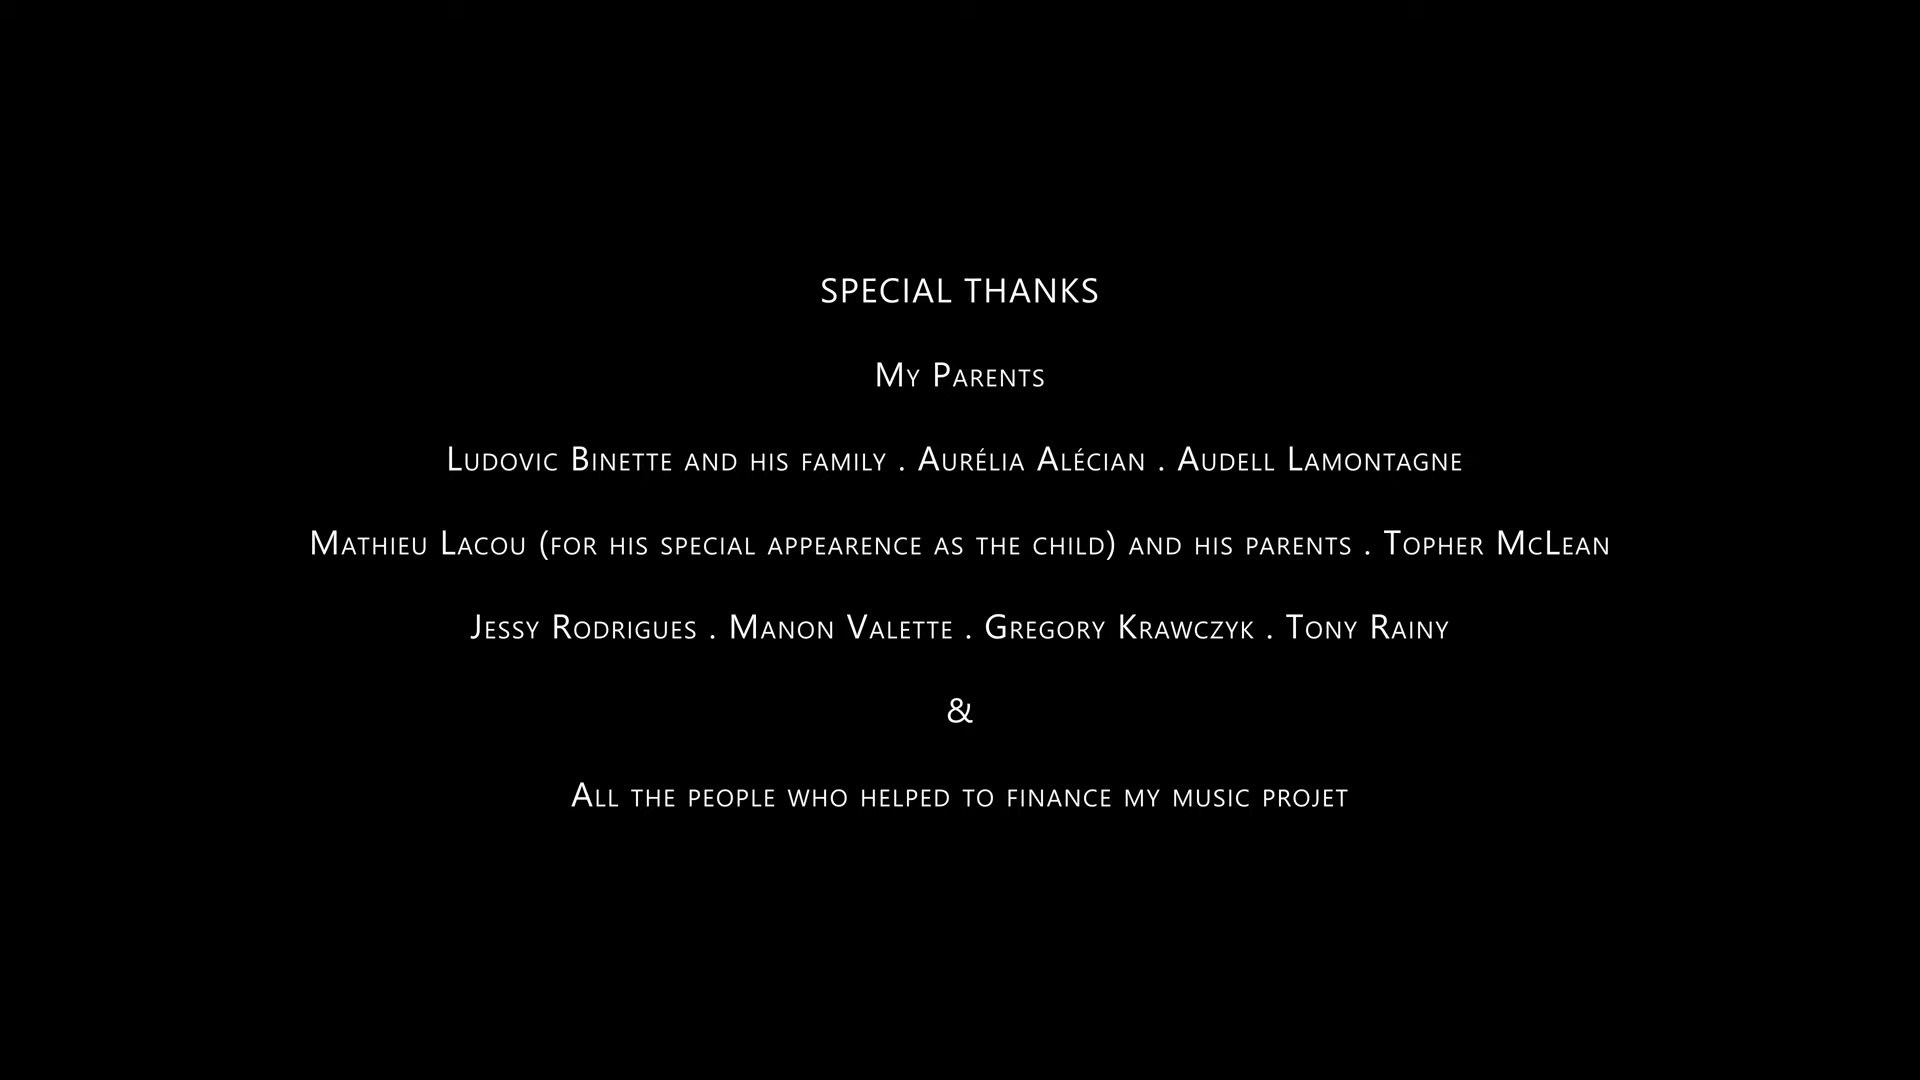 SPECIAL THANKS
My Parents
Ludovic Binette and his family . Aurélia Alécian . Audell Lamontagne
Mathieu Lacou (for his special appearence as the child) and his parents . Topher McLean
Jessy Rodrigues . Manon Valette . Gregory Krawczyk . Tony Rainy
&
All the people who helped to finance my music projet